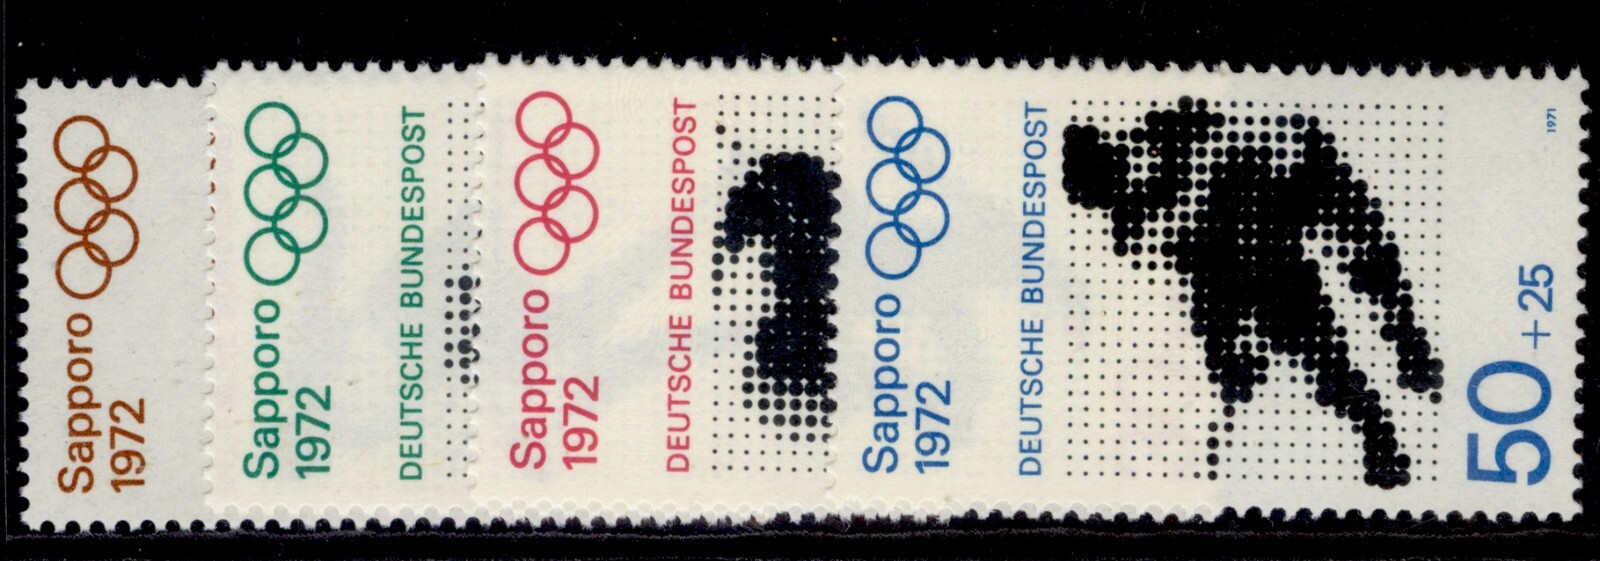 Sapporo
1972
Sapporo
1972
DEUTSCHE BUNDESPOST
Sapporo
1972
DEUTSCHE BUNDESPOST
Sapporo
1972
DEUTSCHE BUNDESPOST
50 + 25
1971